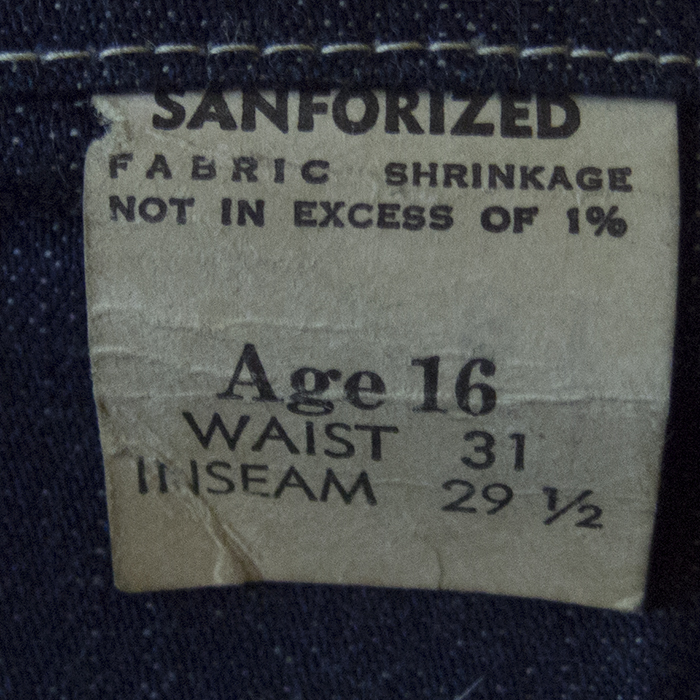 SANFORIZED
FABRIC SHRINKAGE
NOT IN EXCESS OF 1%
Age 16
WAIST 31
INSEAM 29 ½